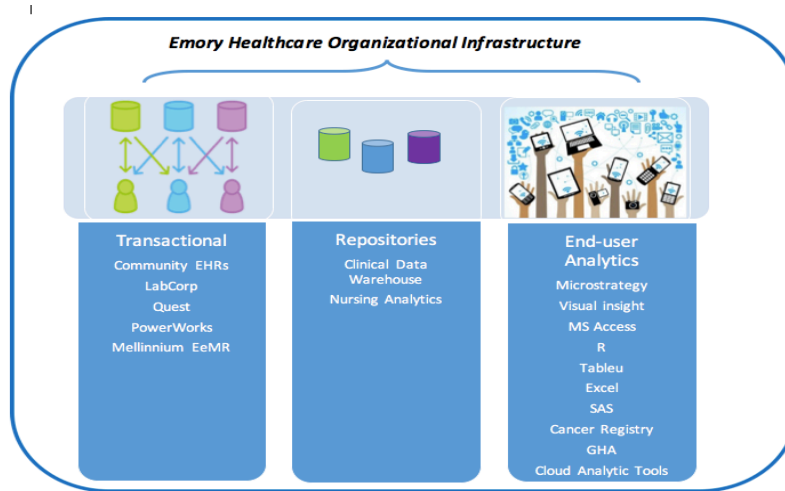 Emory Healthcare Organizational Infrastructure
Transactional
Community EHRs
LabCorp
Quest
PowerWorks
Mellinnium EeMR
Repositories
Clinical Data
Warehouse
Nursing Analytics
End-user
Analytics
Microstrategy
Visual insight
MS Access
R
Tableu
Excel
SAS
Cancer Registry
GHA
Cloud Analytic Tools